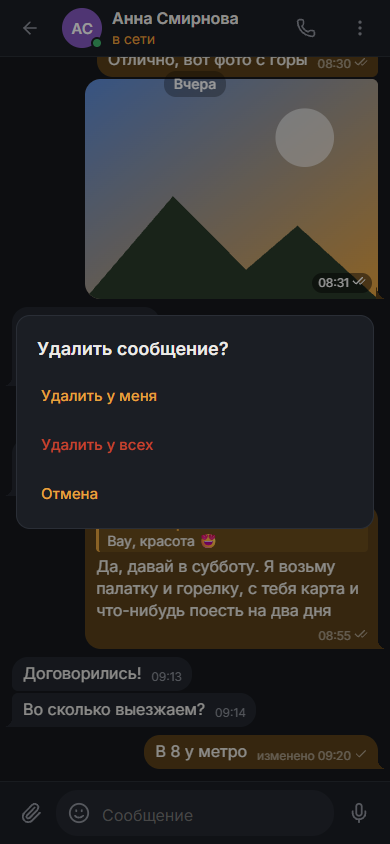 АС
Анна Смирнова
в сети
Отлично, вот фото с горы 08:30
Вчера
08:31
Удалить сообщение?
Удалить у меня
Удалить у всех
Отмена
Вау, красота 🤩
Да, давай в субботу. Я возьму
палатку и горелку, с тебя карта и
что-нибудь поесть на два дня
08:55
Договорились! 09:13
Во сколько выезжаем? 09:14
В 8 у метро изменено 09:20
Сообщение